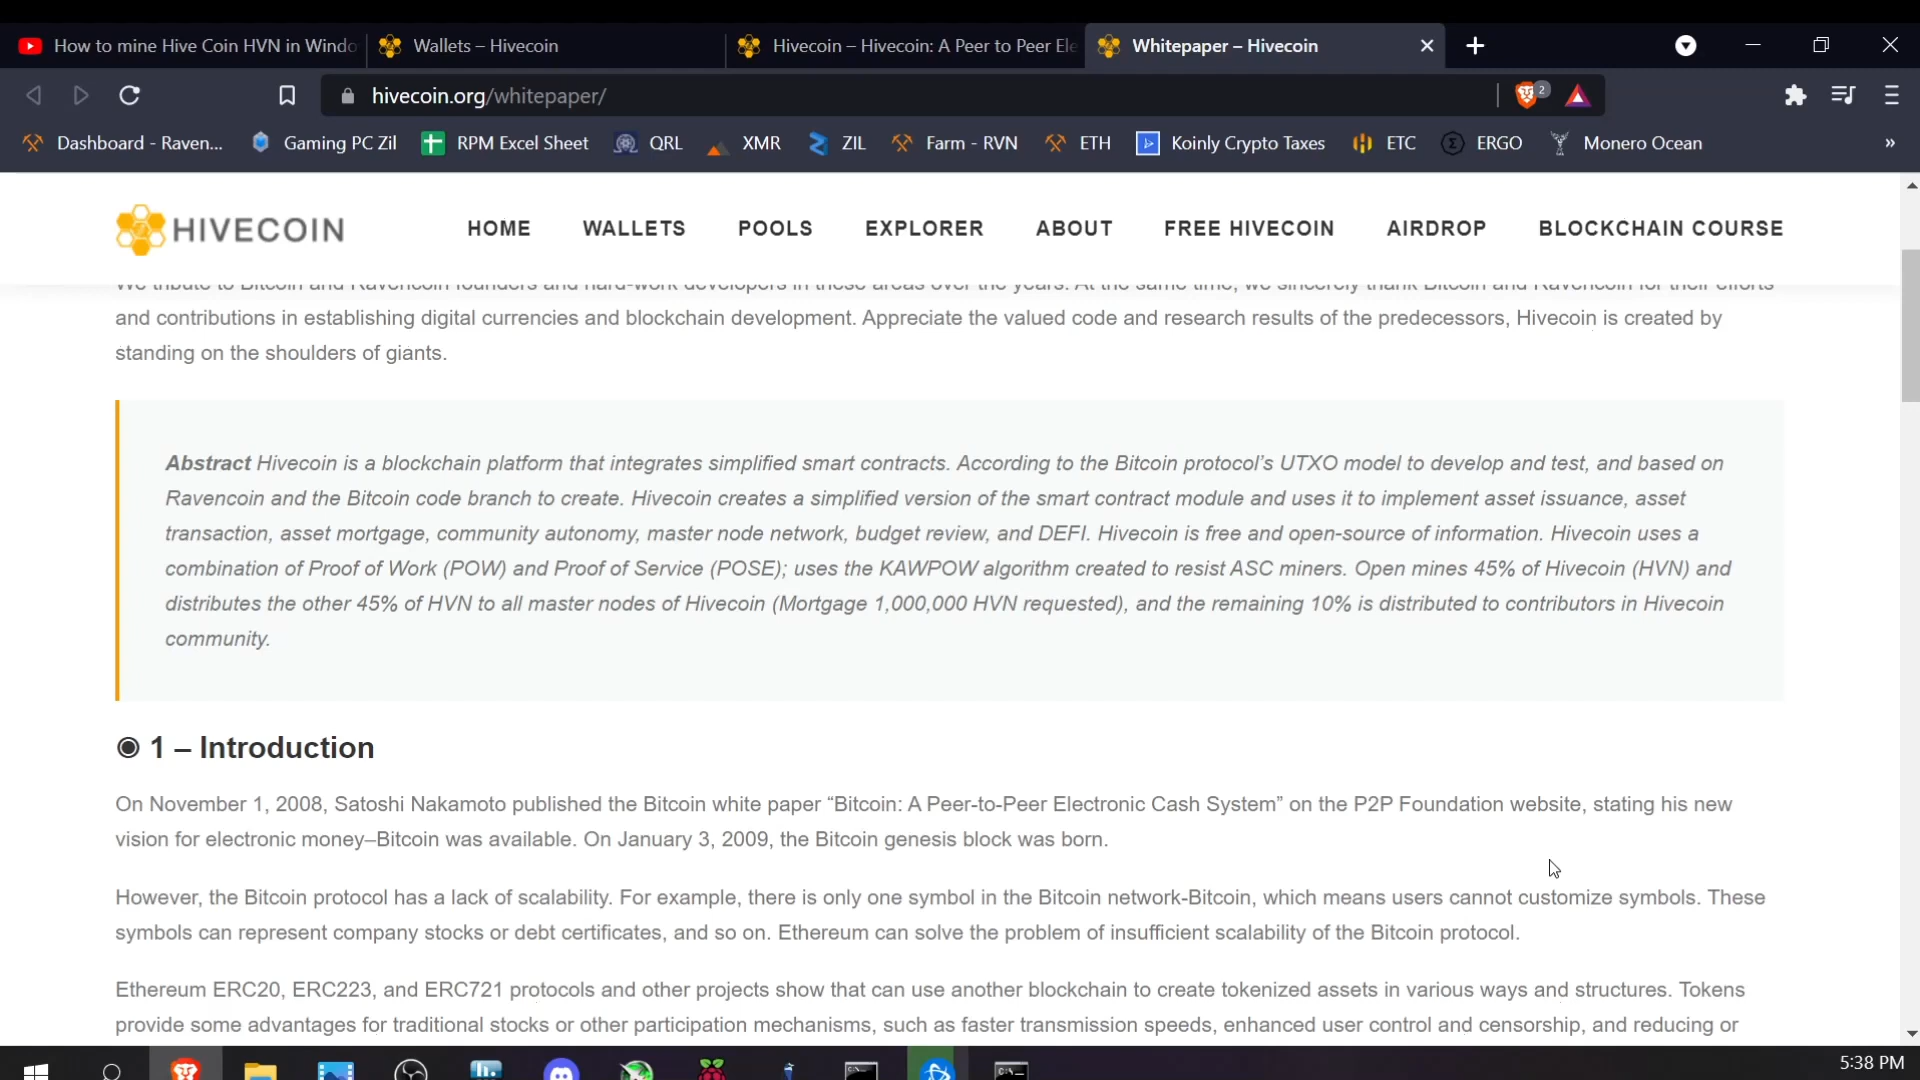 How to mine Hive Coin HVN in Windo
Wallets – Hivecoin
Hivecoin – Hivecoin: A Peer to Peer Ele
Whitepaper – Hivecoin
hivecoin.org/whitepaper/
2
Dashboard - Raven...
Gaming PC Zil
RPM Excel Sheet
QRL
XMR
ZIL
Farm - RVN
ETH
Koinly Crypto Taxes
ETC
ERGO
Monero Ocean
»
HIVECOIN
HOME
WALLETS
POOLS
EXPLORER
ABOUT
FREE HIVECOIN
AIRDROP
BLOCKCHAIN COURSE
We tribute to Bitcoin and Ravencoin founders and hard-work developers in these areas over the years. At the same time, we sincerely thank Bitcoin and Ravencoin for their efforts
and contributions in establishing digital currencies and blockchain development. Appreciate the valued code and research results of the predecessors, Hivecoin is created by
standing on the shoulders of giants.
Abstract Hivecoin is a blockchain platform that integrates simplified smart contracts. According to the Bitcoin protocol’s UTXO model to develop and test, and based on
Ravencoin and the Bitcoin code branch to create. Hivecoin creates a simplified version of the smart contract module and uses it to implement asset issuance, asset
transaction, asset mortgage, community autonomy, master node network, budget review, and DEFI. Hivecoin is free and open-source of information. Hivecoin uses a
combination of Proof of Work (POW) and Proof of Service (POSE); uses the KAWPOW algorithm created to resist ASC miners. Open mines 45% of Hivecoin (HVN) and
distributes the other 45% of HVN to all master nodes of Hivecoin (Mortgage 1,000,000 HVN requested), and the remaining 10% is distributed to contributors in Hivecoin
community.
◉ 1 – Introduction
On November 1, 2008, Satoshi Nakamoto published the Bitcoin white paper “Bitcoin: A Peer-to-Peer Electronic Cash System” on the P2P Foundation website, stating his new
vision for electronic money–Bitcoin was available. On January 3, 2009, the Bitcoin genesis block was born.
However, the Bitcoin protocol has a lack of scalability. For example, there is only one symbol in the Bitcoin network-Bitcoin, which means users cannot customize symbols. These
symbols can represent company stocks or debt certificates, and so on. Ethereum can solve the problem of insufficient scalability of the Bitcoin protocol.
Ethereum ERC20, ERC223, and ERC721 protocols and other projects show that can use another blockchain to create tokenized assets in various ways and structures. Tokens
provide some advantages for traditional stocks or other participation mechanisms, such as faster transmission speeds, enhanced user control and censorship, and reducing or
5:38 PM